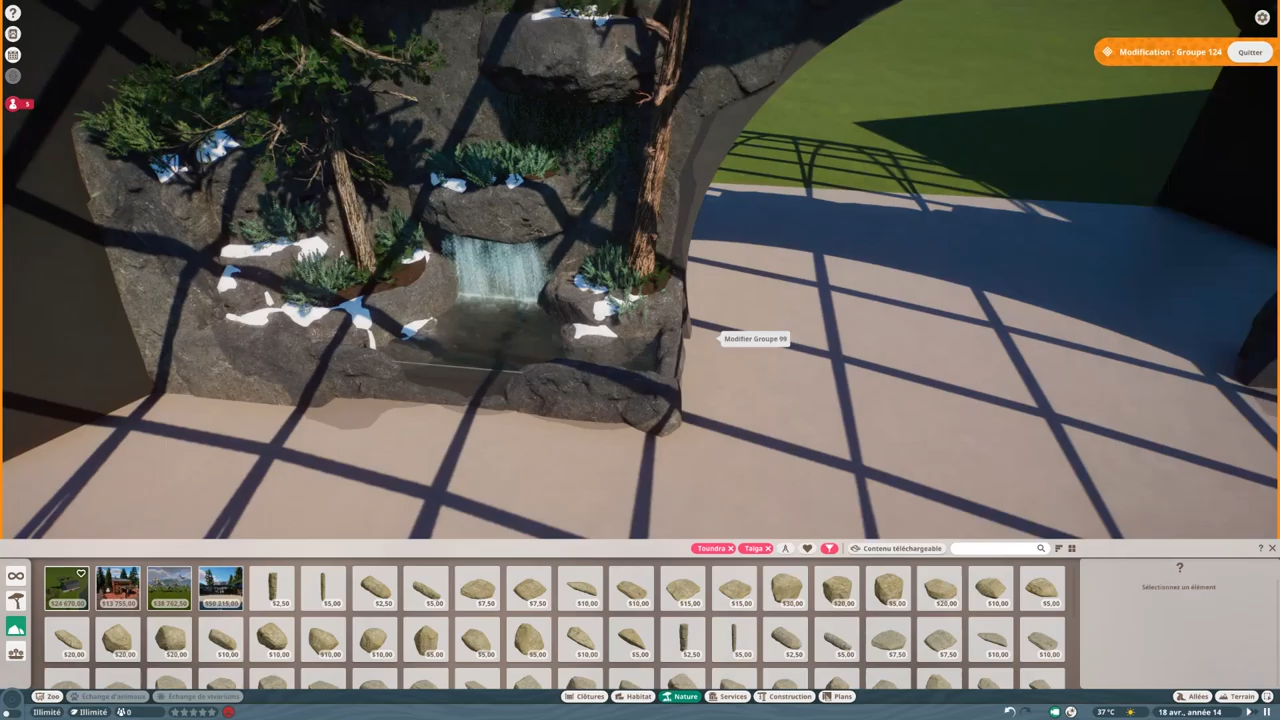 Modification : Groupe 124
Quitter
5
Modifier Groupe 99
Toundra
Taïga
Contenu téléchargeable
$24 670,00
$13 755,00
$38 762,50
$2,50
$5,00
$2,50
$5,00
$7,50
$7,50
$10,00
$10,00
$15,00
$15,00
$30,00
$20,00
$5,00
$20,00
$10,00
$5,00
Sélectionnez un élément
$20,00
$20,00
$20,00
$10,00
$10,00
$10,00
$10,00
$5,00
$5,00
$5,00
$10,00
$5,00
$2,50
$5,00
$2,50
$5,00
$7,50
$7,50
$10,00
$10,00
Zoo
Échange d'animaux
Échange de vivariums
Clôtures
Habitat
Nature
Services
Construction
Plans
Allées
Terrain
Illimité
Illimité
0
37 °C
18 avr., année 14